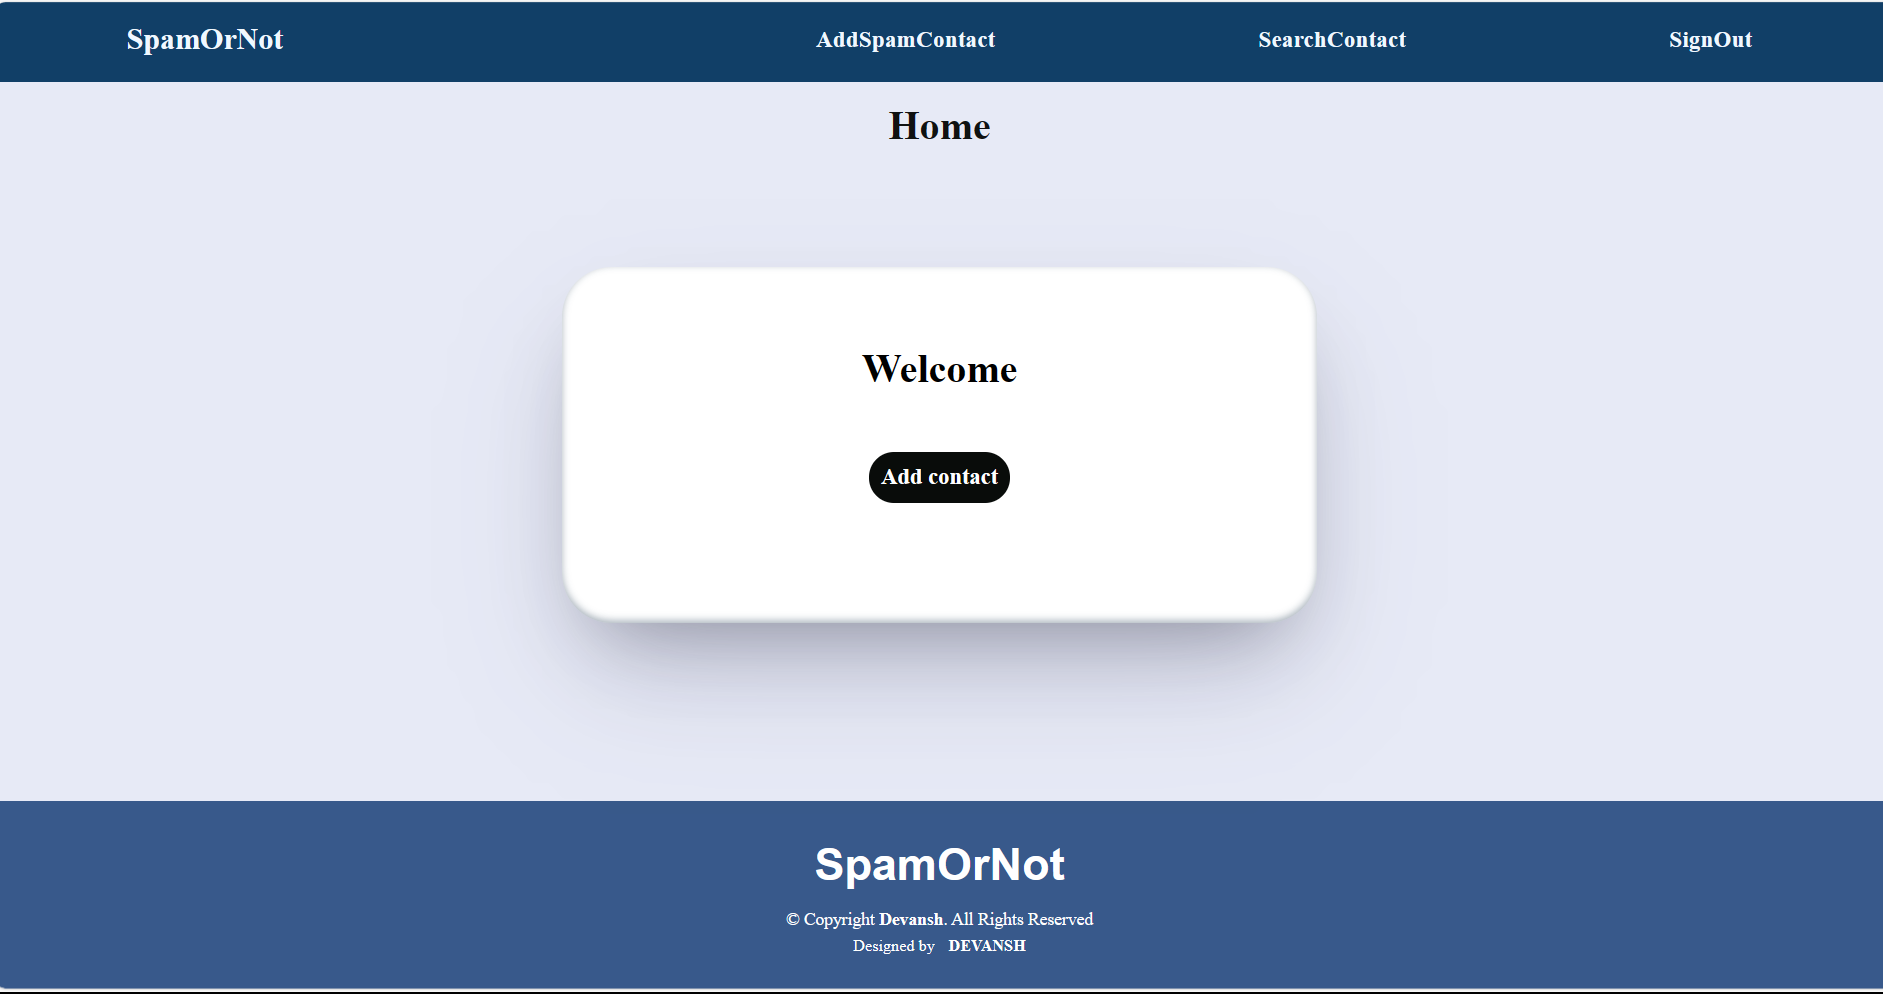 SpamOrNot AddSpamContact SearchContact SignOut
Home
Welcome
Add contact
SpamOrNot
© Copyright Devansh. All Rights Reserved
Designed by DEVANSH